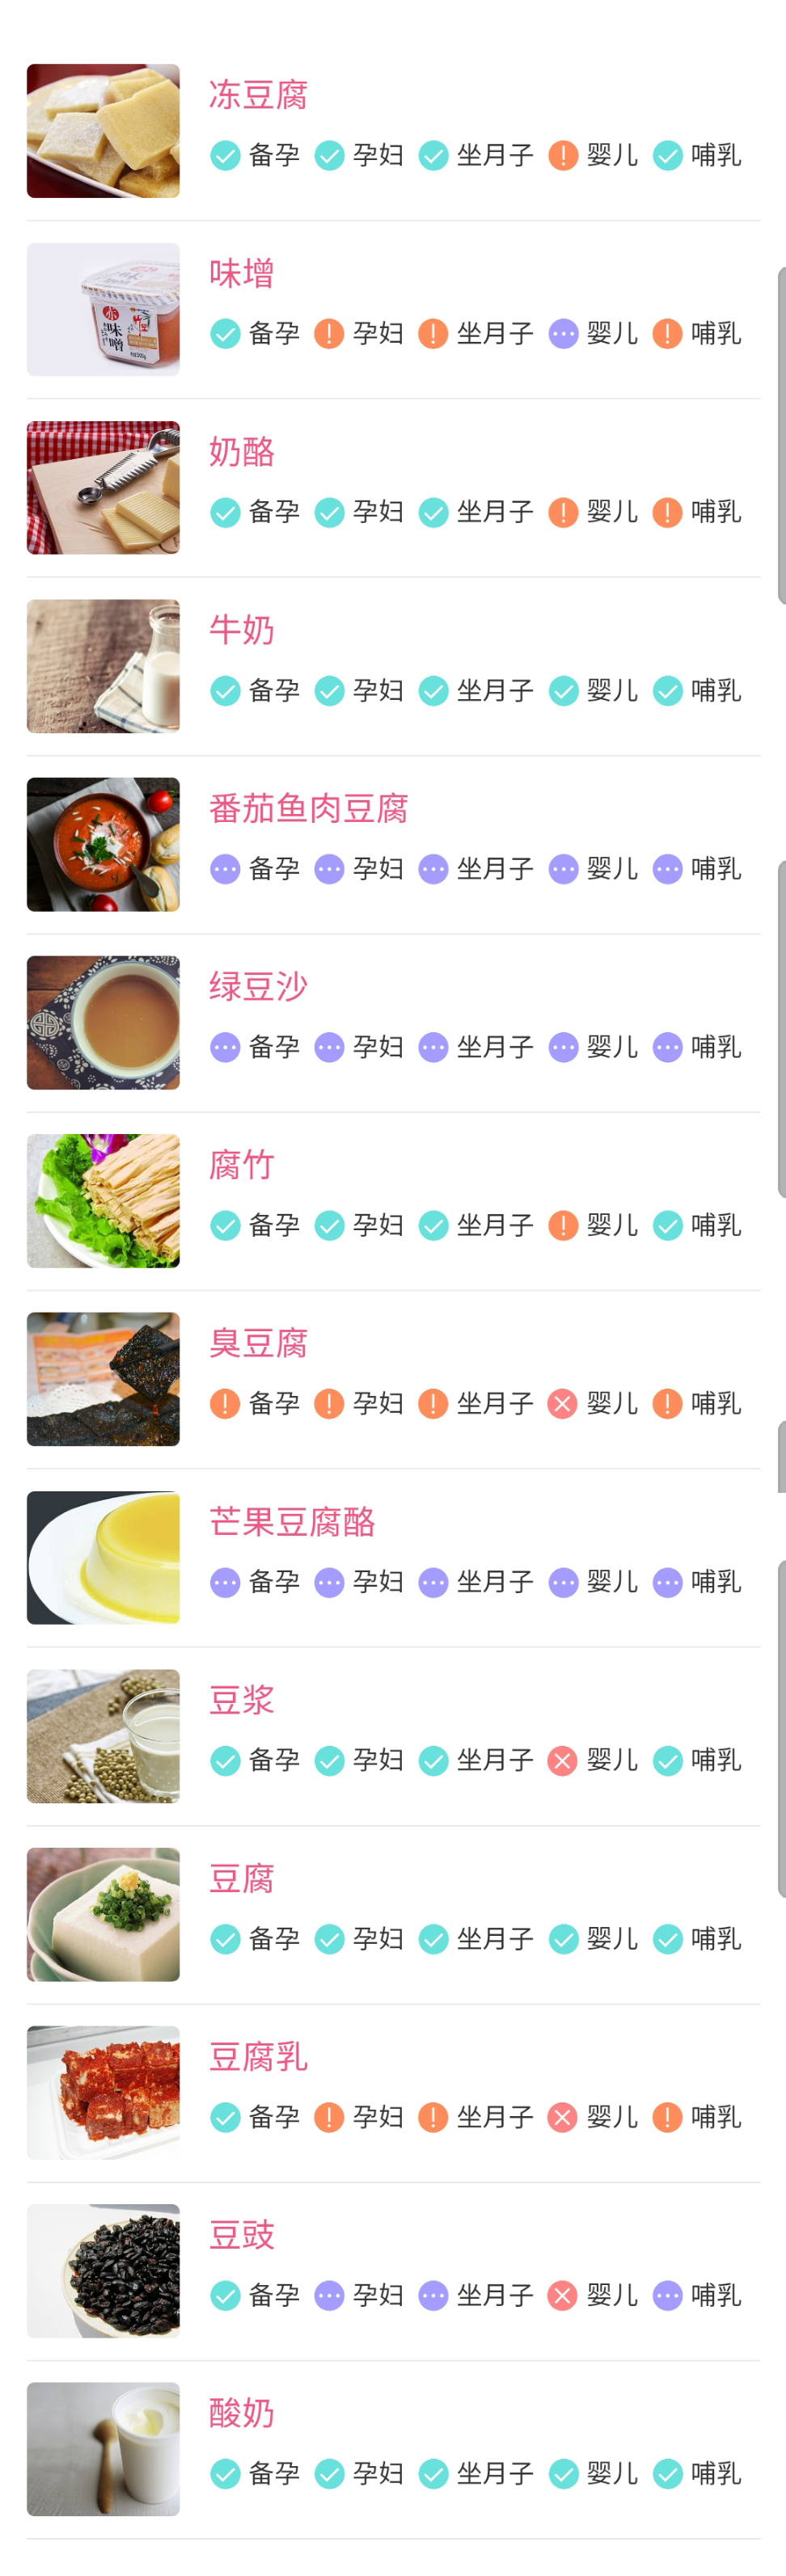 冻豆腐
备孕 孕妇 坐月子 婴儿 哺乳
味增
备孕 孕妇 坐月子 婴儿 哺乳
味
噌
奶酪
备孕 孕妇 坐月子 婴儿 哺乳
牛奶
备孕 孕妇 坐月子 婴儿 哺乳
番茄鱼肉豆腐
备孕 孕妇 坐月子 婴儿 哺乳
绿豆沙
备孕 孕妇 坐月子 婴儿 哺乳
腐竹
备孕 孕妇 坐月子 婴儿 哺乳
臭豆腐
备孕 孕妇 坐月子 婴儿 哺乳
芒果豆腐酪
备孕 孕妇 坐月子 婴儿 哺乳
豆浆
备孕 孕妇 坐月子 婴儿 哺乳
豆腐
备孕 孕妇 坐月子 婴儿 哺乳
豆腐乳
备孕 孕妇 坐月子 婴儿 哺乳
豆豉
备孕 孕妇 坐月子 婴儿 哺乳
酸奶
备孕 孕妇 坐月子 婴儿 哺乳